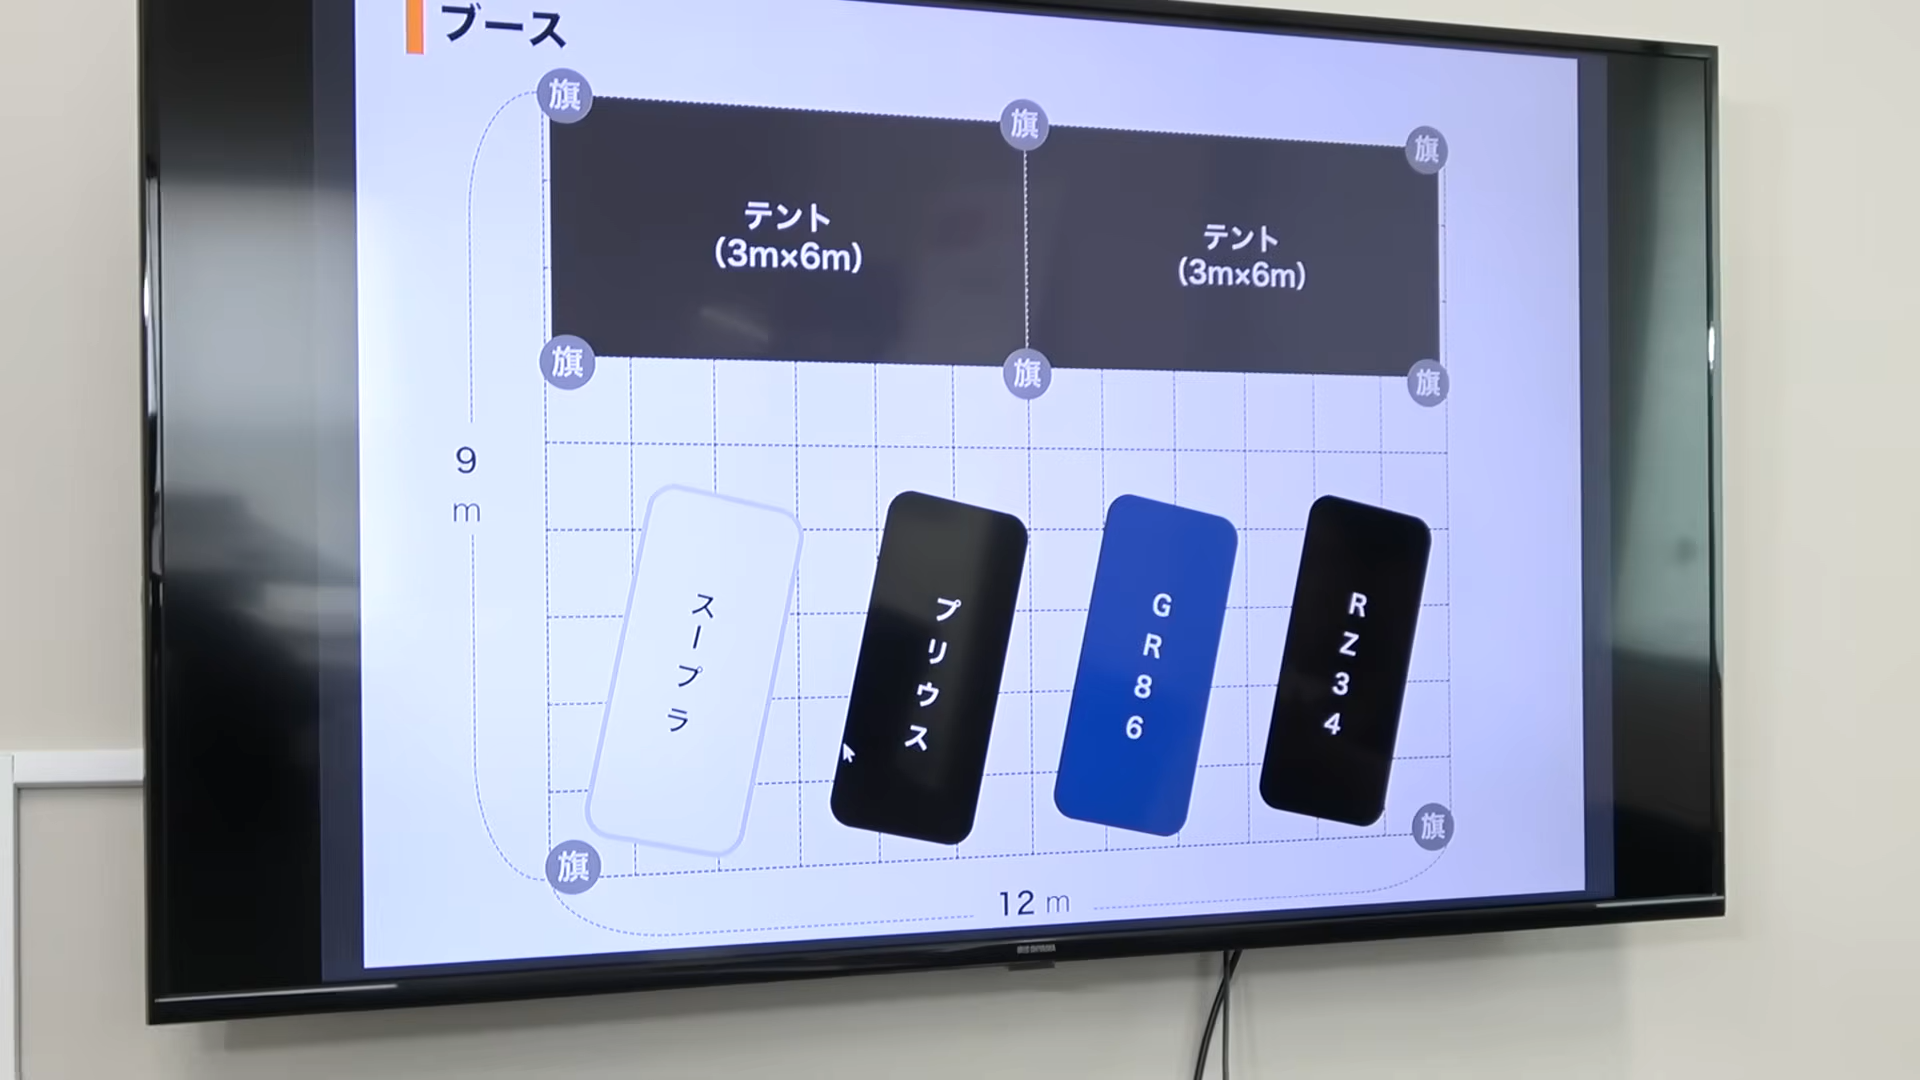 ブース
旗
旗
旗
テント
(3m×6m)
テント
(3m×6m)
旗
旗
旗
9
m
スープラ
プリウス
GR86
RZ34
旗
旗
12 m